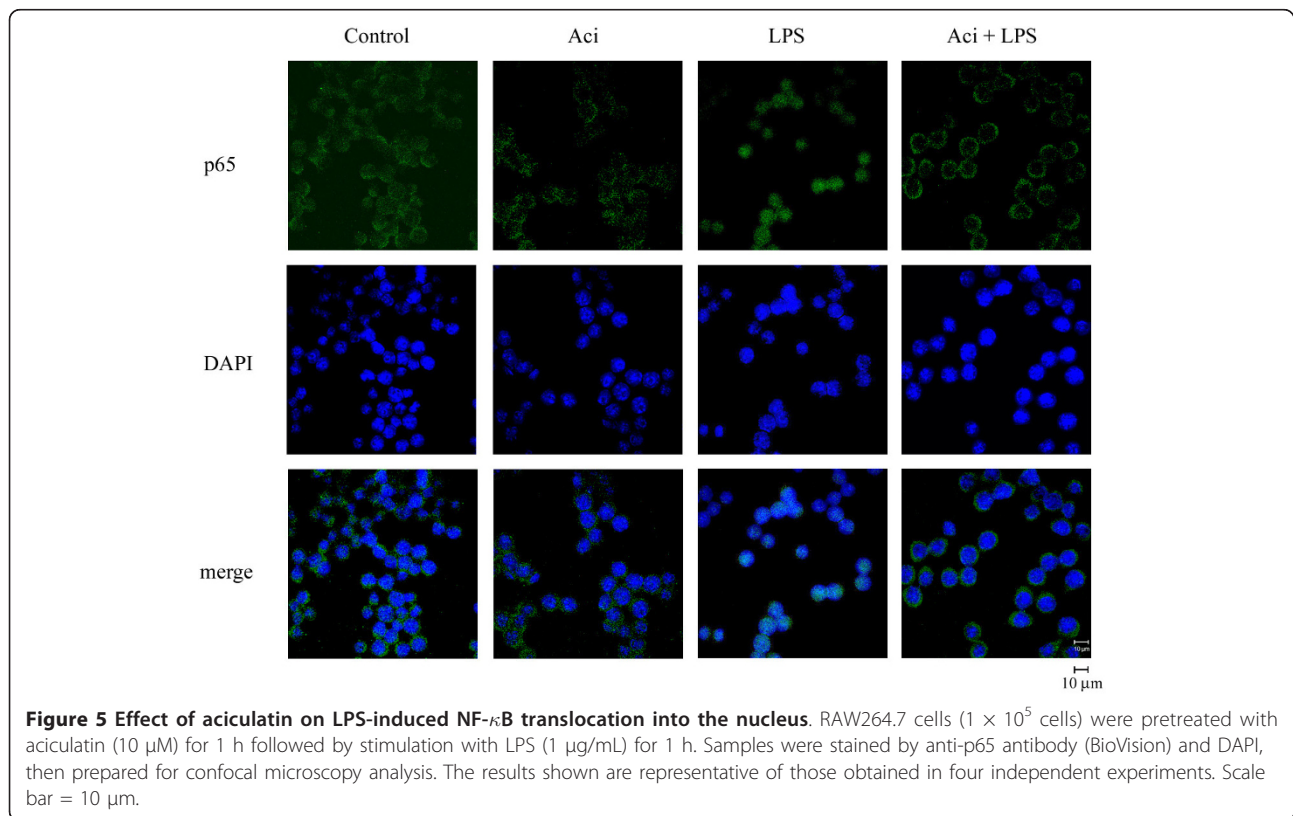 Control Aci LPS Aci + LPS
p65
DAPI
merge
10 µm
10 µm
Figure 5 Effect of aciculatin on LPS-induced NF-κB translocation into the nucleus. RAW264.7 cells (1 × 10⁵ cells) were pretreated with
aciculatin (10 µM) for 1 h followed by stimulation with LPS (1 µg/mL) for 1 h. Samples were stained by anti-p65 antibody (BioVision) and DAPI,
then prepared for confocal microscopy analysis. The results shown are representative of those obtained in four independent experiments. Scale
bar = 10 µm.